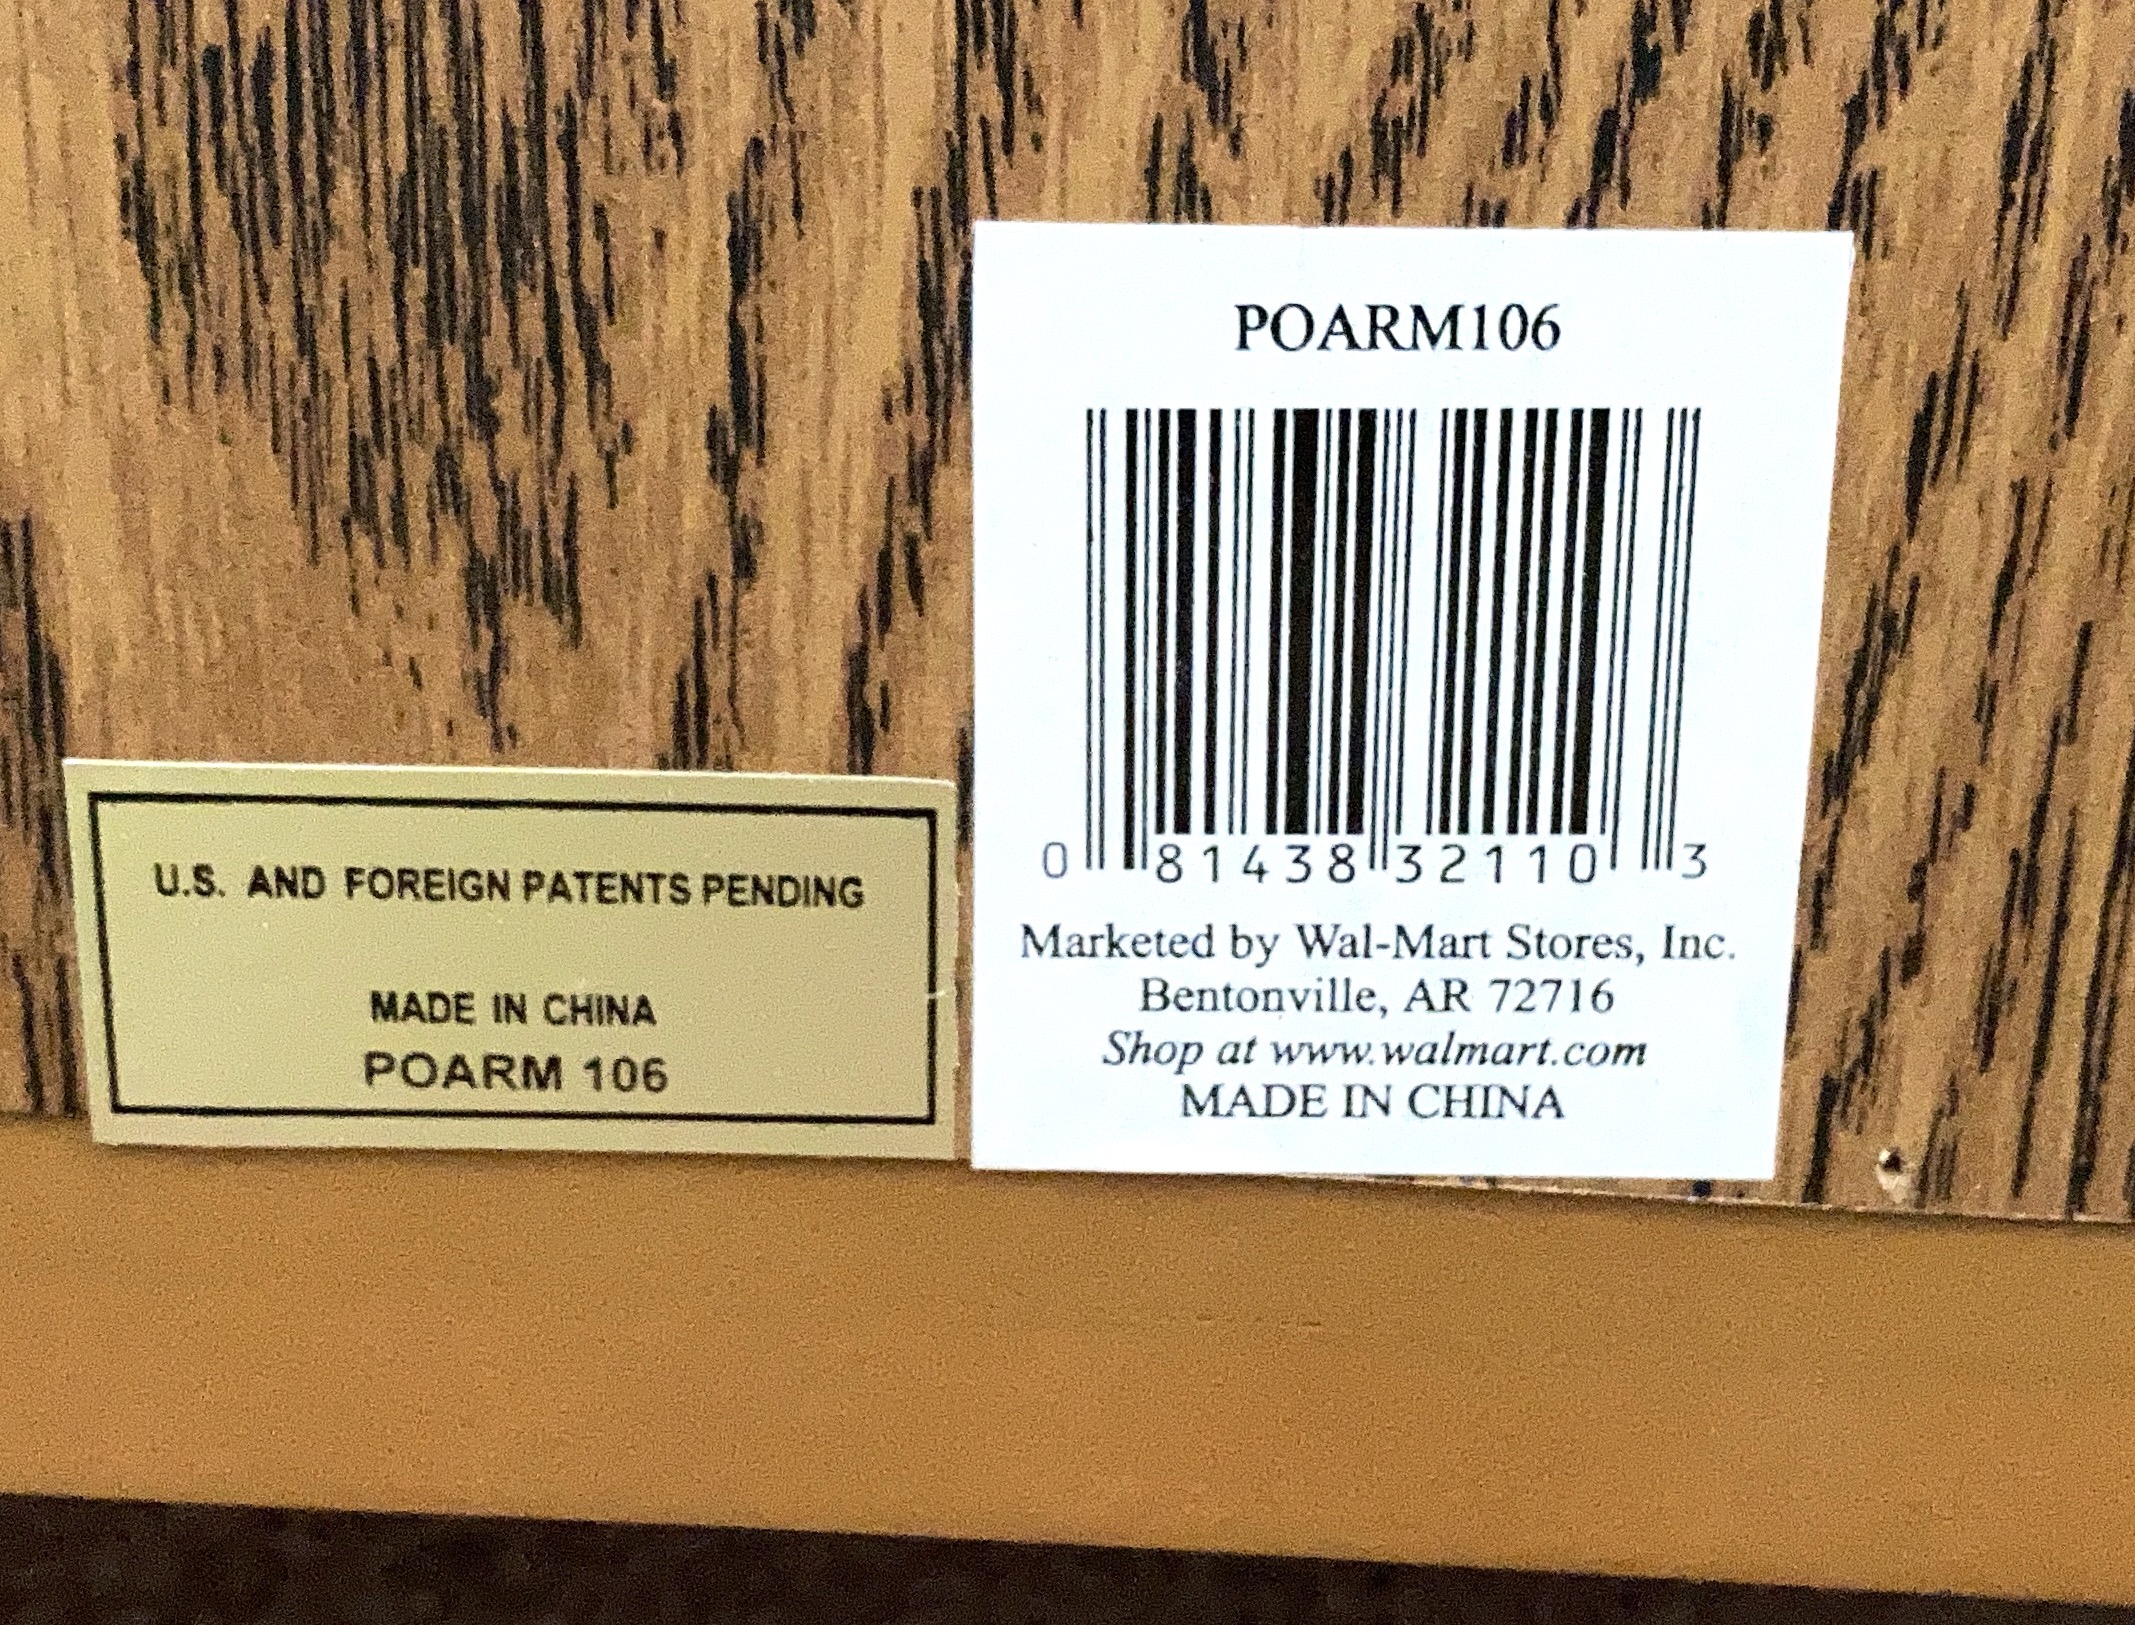 POARM106
0 81438 32110 3
Marketed by Wal-Mart Stores, Inc.
Bentonville, AR 72716
Shop at www.walmart.com
MADE IN CHINA
U.S. AND FOREIGN PATENTS PENDING
MADE IN CHINA
POARM 106